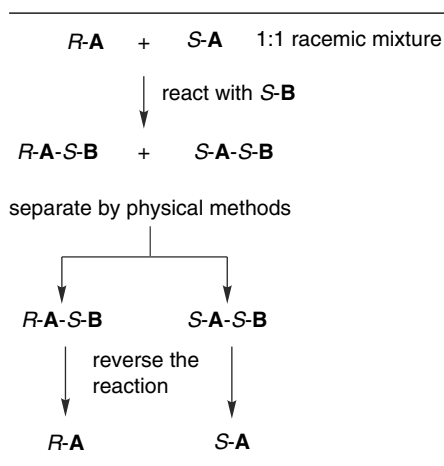 R-A + S-A 1:1 racemic mixture
react with S-B
R-A-S-B + S-A-S-B
separate by physical methods
R-A-S-B S-A-S-B
reverse the
reaction
R-A S-A